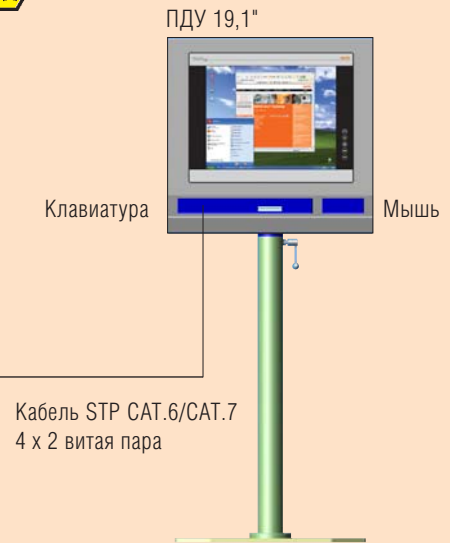 ПДУ 19,1"
Клавиатура
Мышь
Кабель STP CAT.6/CAT.7
4 x 2 витая пара